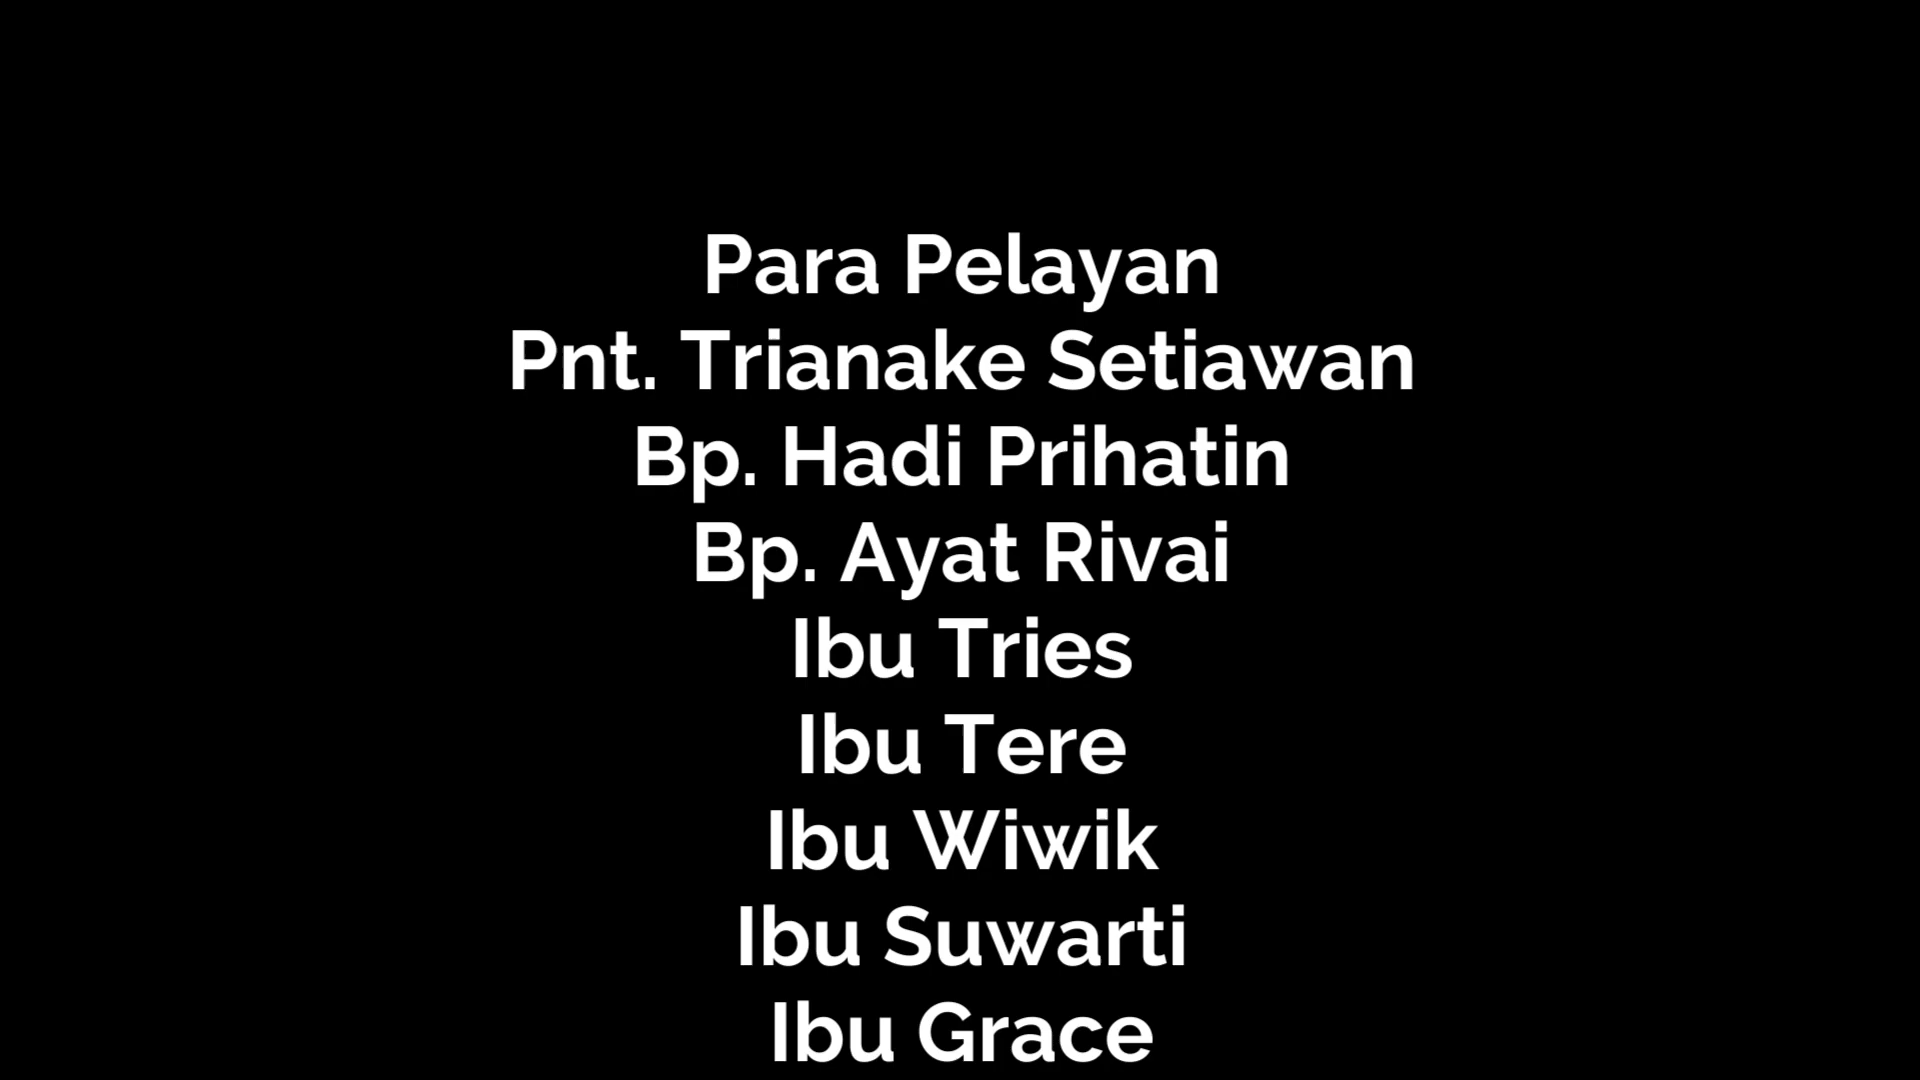 Para Pelayan
Pnt. Trianake Setiawan
Bp. Hadi Prihatin
Bp. Ayat Rivai
Ibu Tries
Ibu Tere
Ibu Wiwik
Ibu Suwarti
Ibu Grace